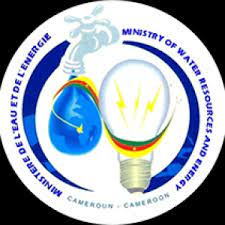 MINISTERE DE L'EAU ET DE L'ENERGIE
MINISTRY OF WATER RESOURCES AND ENERGY
CAMEROUN - CAMEROON